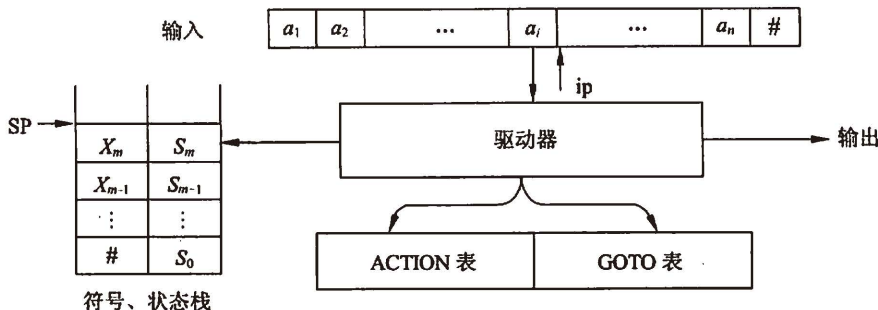 输入 a₁ a₂ … aᵢ … aₙ #
ip
SP
Xₘ Sₘ
驱动器
输出
Xₘ₋₁ Sₘ₋₁
⋮ ⋮
# S₀
ACTION 表 GOTO 表
符号、状态栈